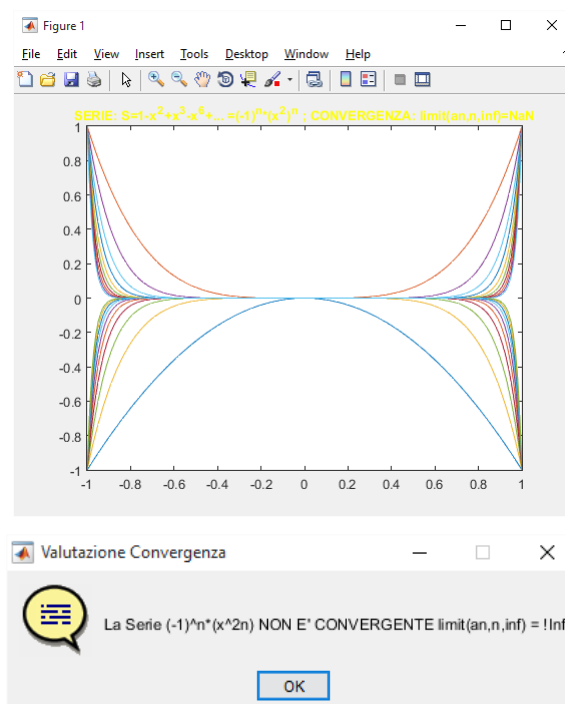 Figure 1
File Edit View Insert Tools Desktop Window Help
SERIE: S=1-x^2+x^3-x^6+... =(-1)^n*(x^2)^n ; CONVERGENZA: limit(an,n,inf)=NaN
1
0.8
0.6
0.4
0.2
0
-0.2
-0.4
-0.6
-0.8
-1
-1 -0.8 -0.6 -0.4 -0.2 0 0.2 0.4 0.6 0.8 1
Valutazione Convergenza
La Serie (-1)^n*(x^2n) NON E' CONVERGENTE limit(an,n,inf) = !Inf
OK